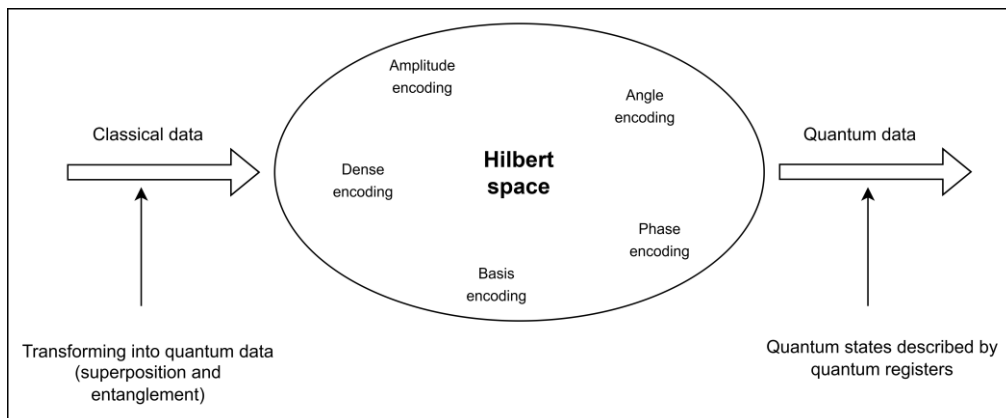 Classical data
Transforming into quantum data
(superposition and
entanglement)
Amplitude
encoding
Angle
encoding
Dense
encoding
Hilbert
space
Phase
encoding
Basis
encoding
Quantum data
Quantum states described by
quantum registers